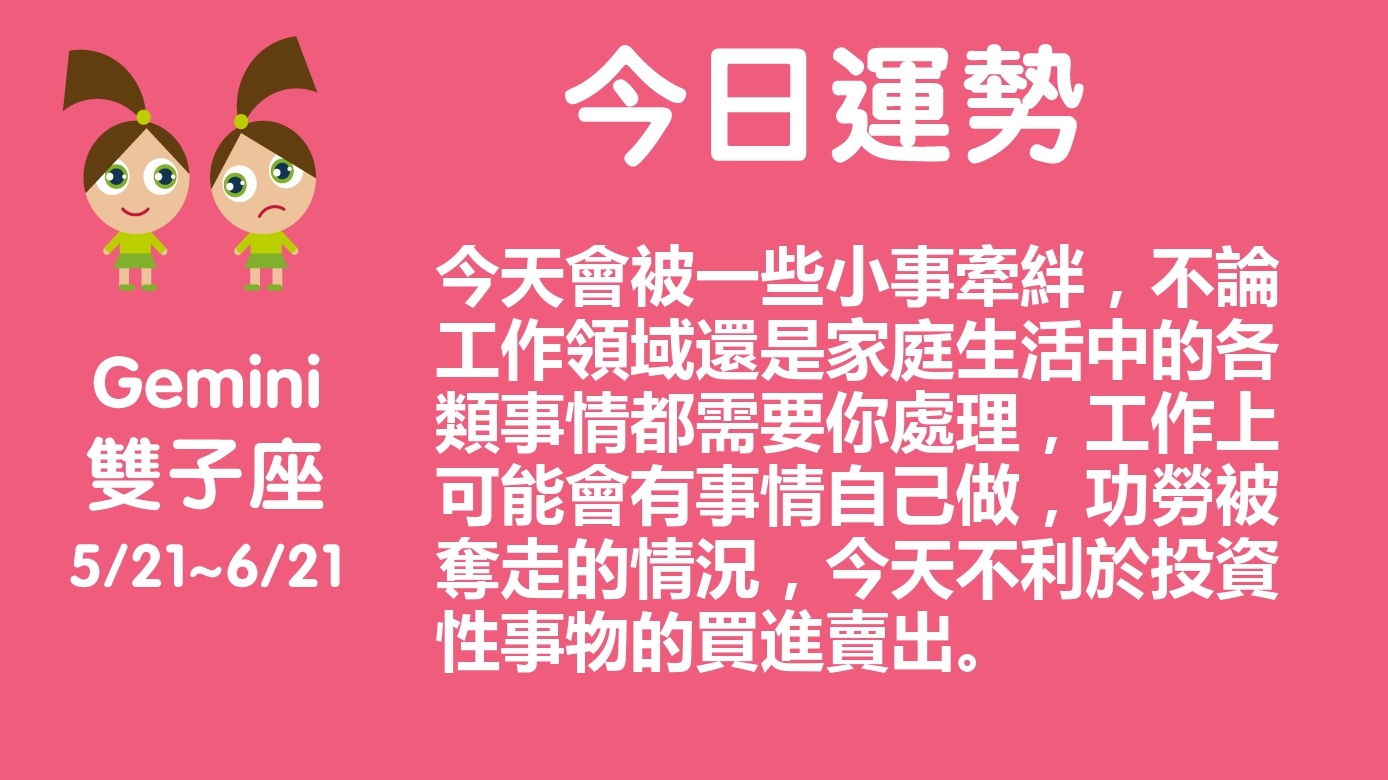 今日運勢
Gemini
雙子座
5/21~6/21
今天會被一些小事牽絆，不論
工作領域還是家庭生活中的各
類事情都需要你處理，工作上
可能會有事情自己做，功勞被
奪走的情況，今天不利於投資
性事物的買進賣出。